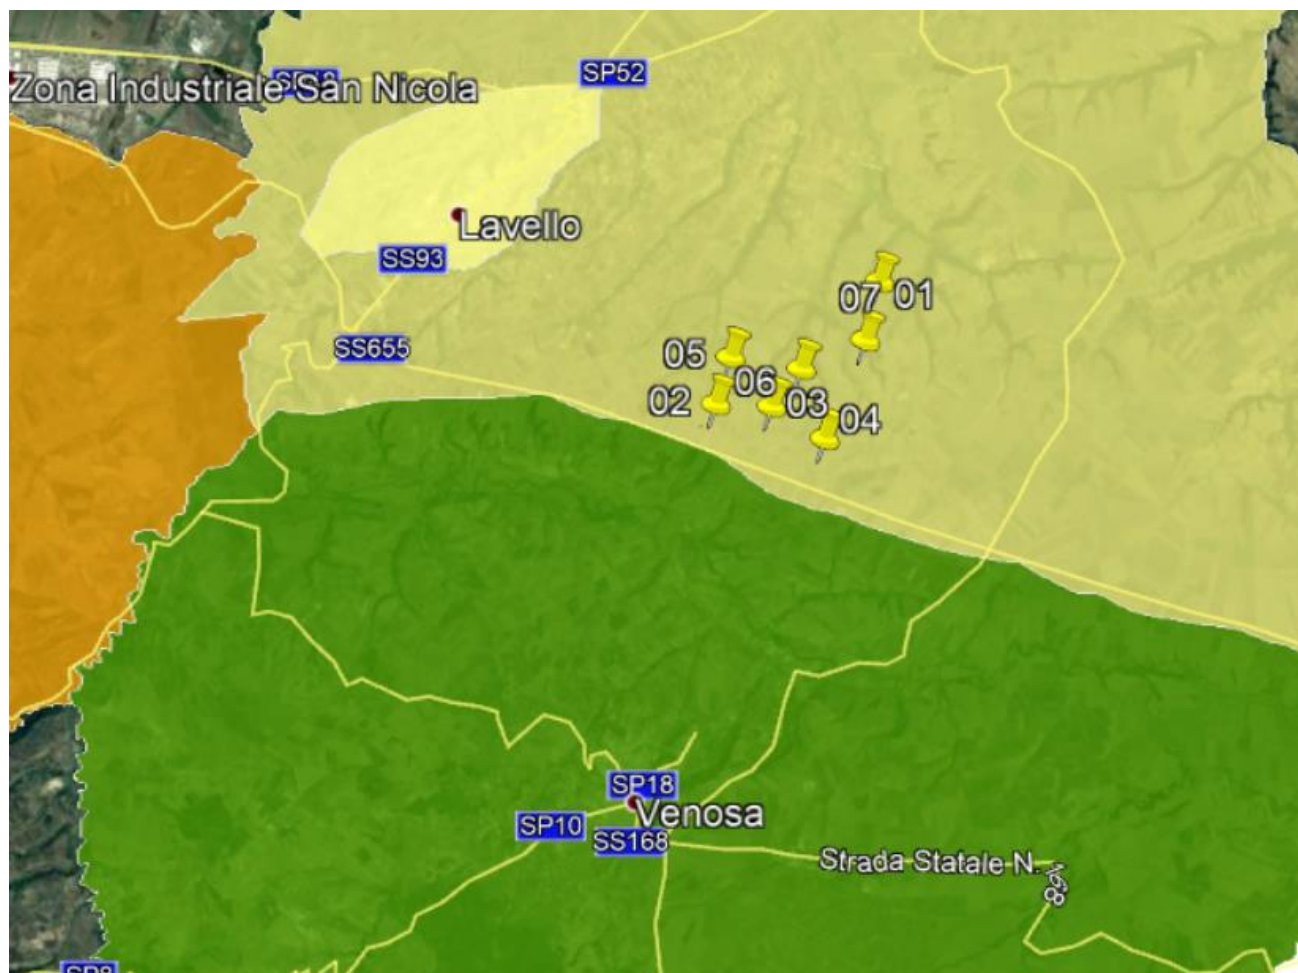 SP52
Zona Industriale San Nicola
Lavello
SS93
07 01
SS655
05
06
02
03
04
SP18
Venosa
SP10
SS168
Strada Statale N. 168
SP8